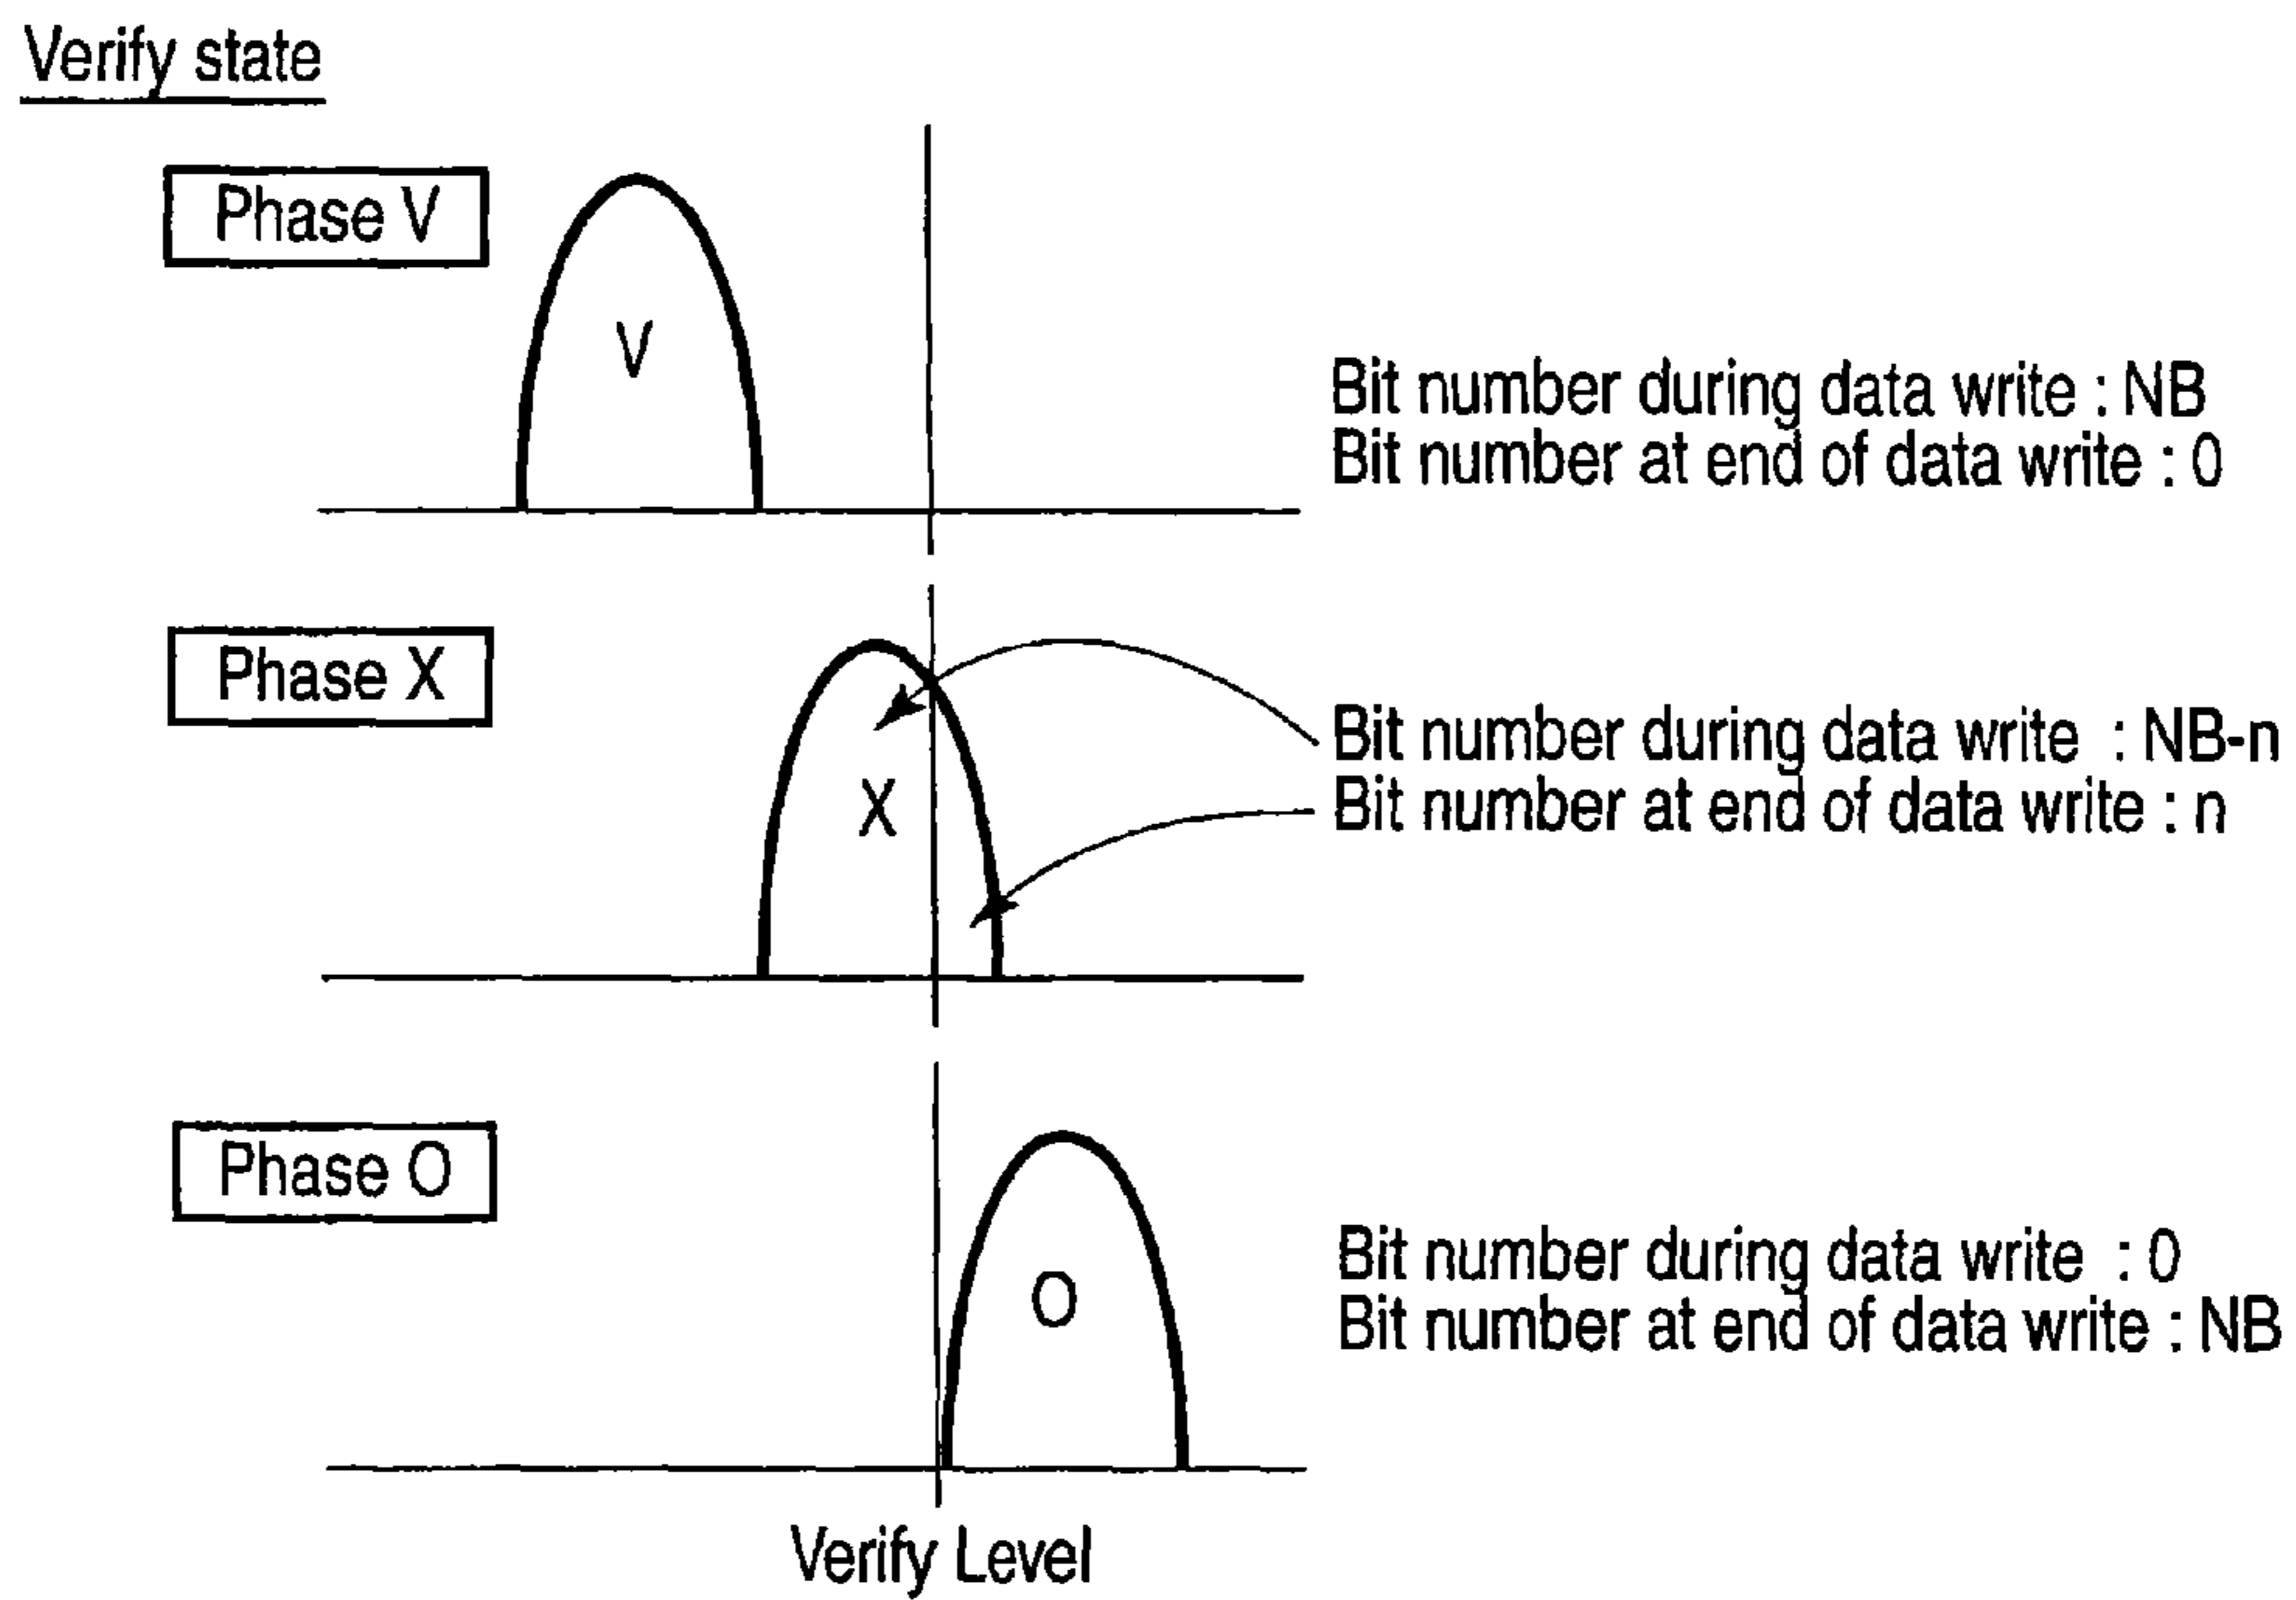 Verify state
Phase V
V
Bit number during data write : NB
Bit number at end of data write : 0
Phase X
X
Bit number during data write : NB-n
Bit number at end of data write : n
Phase O
O
Bit number during data write : 0
Bit number at end of data write : NB
Verify Level